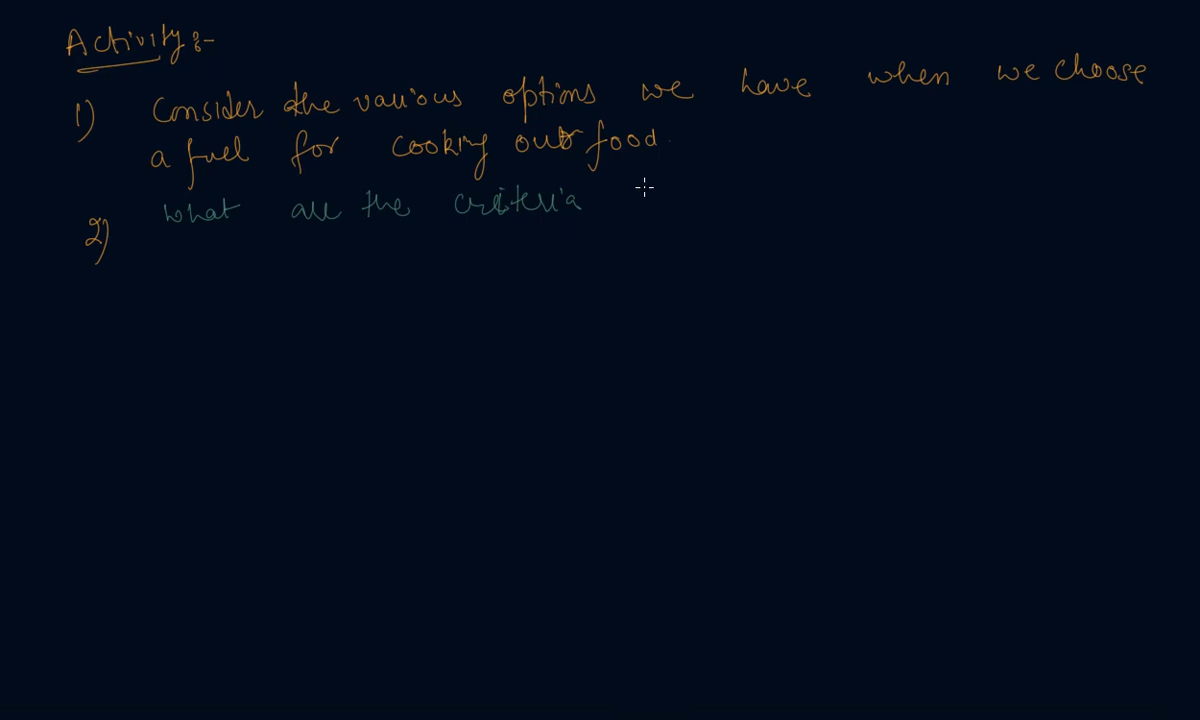 Activity :-
1) Consider the various options we have when we choose
a fuel for cooking our food.
2) What are the criteria